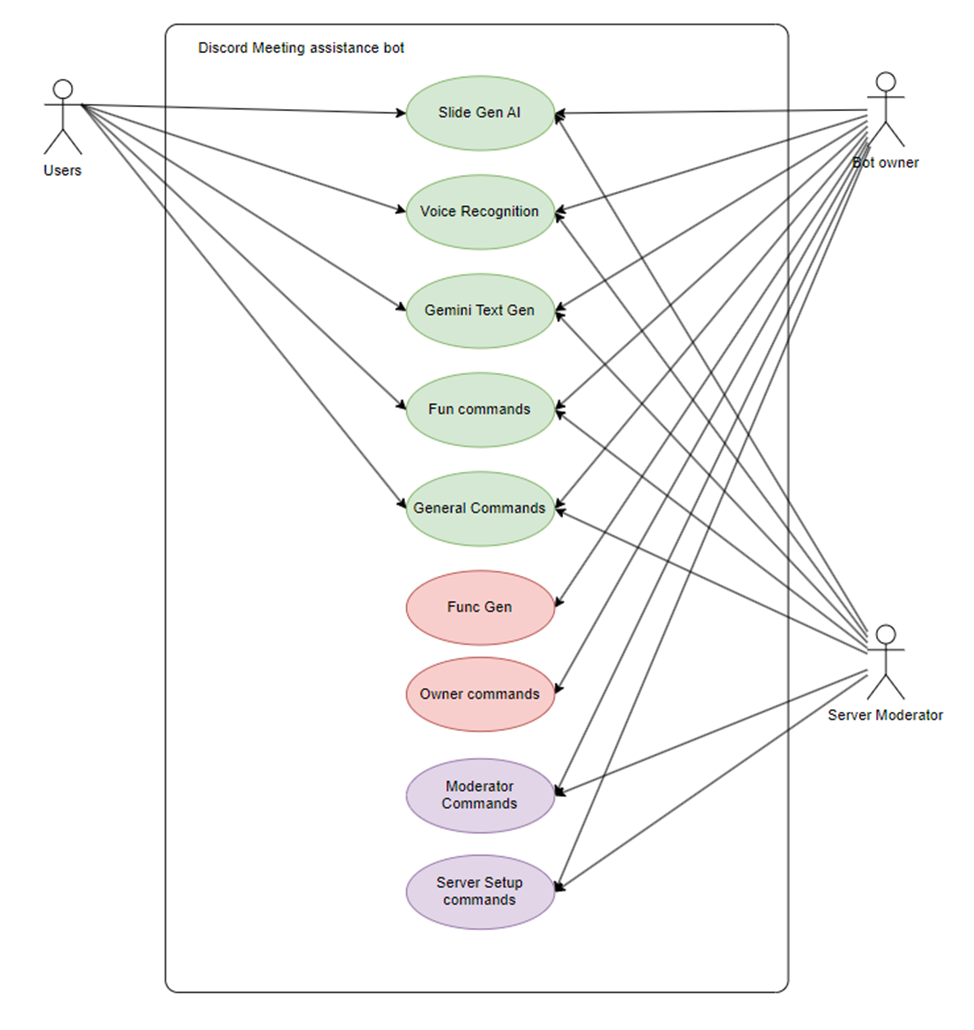 Discord Meeting assistance bot
Slide Gen AI
Users
Bot owner
Voice Recognition
Gemini Text Gen
Fun commands
General Commands
Func Gen
Owner commands
Server Moderator
Moderator
Commands
Server Setup
commands